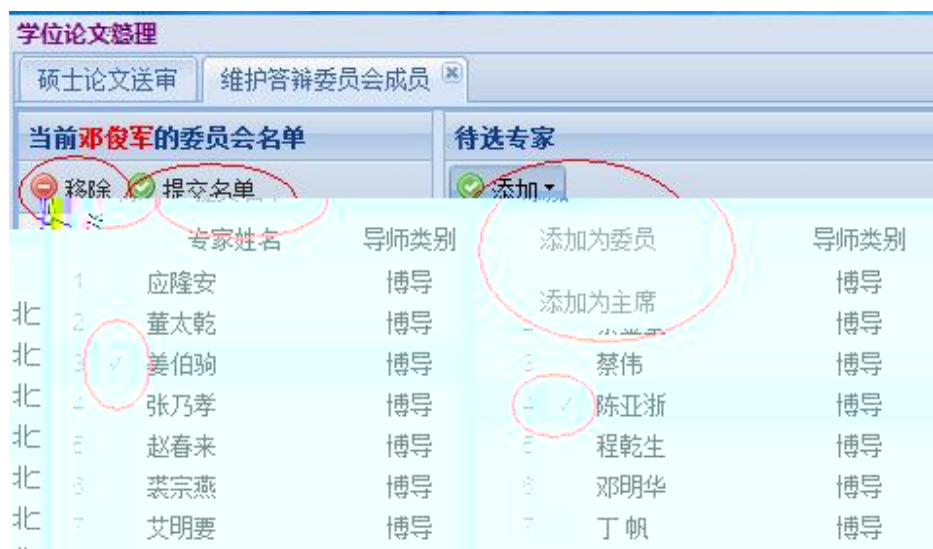 学位论文整理
硕士论文送审 维护答辩委员会成员
当前邓俊军的委员会名单 待选专家
移除 提交名单 添加
专家姓名 导师类别 添加为委员 导师类别
1 应隆安 博导 博导
添加为主席
北 2 董太乾 博导 博导
北 3 姜伯驹 博导 3 蔡伟 博导
北 4 张乃孝 博导 4 陈亚浙 博导
北 5 赵春来 博导 5 程乾生 博导
北 6 裘宗燕 博导 6 邓明华 博导
北 7 艾明要 博导 7 丁帆 博导